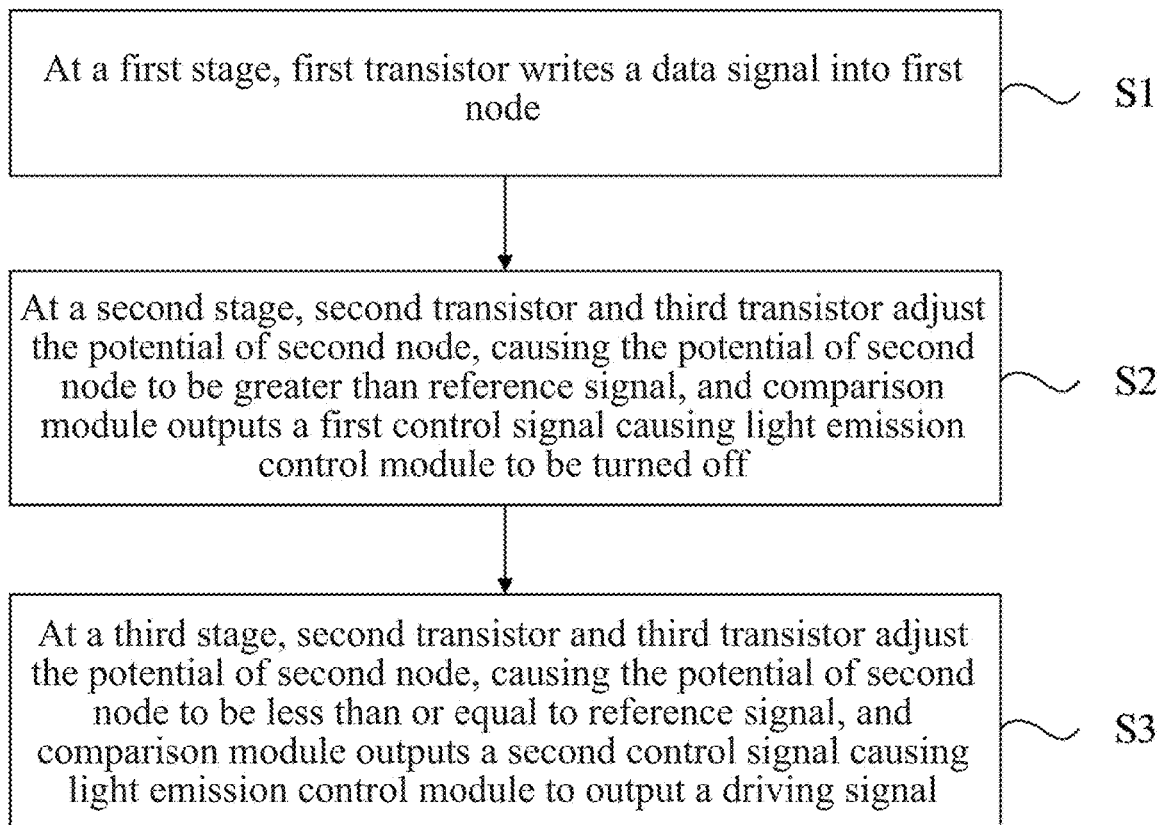 At a first stage, first transistor writes a data signal into first
node
S1
At a second stage, second transistor and third transistor adjust
the potential of second node, causing the potential of second
node to be greater than reference signal, and comparison
module outputs a first control signal causing light emission
control module to be turned off
S2
At a third stage, second transistor and third transistor adjust
the potential of second node, causing the potential of second
node to be less than or equal to reference signal, and
comparison module outputs a second control signal causing
light emission control module to output a driving signal
S3